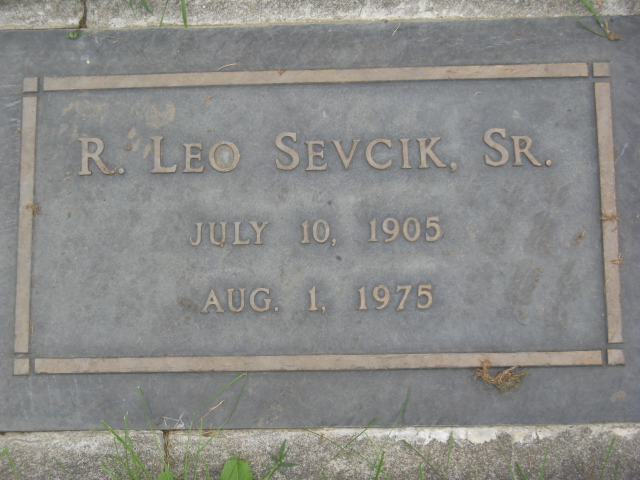 R. Leo Sevcik, Sr.
JULY 10, 1905
AUG. 1, 1975